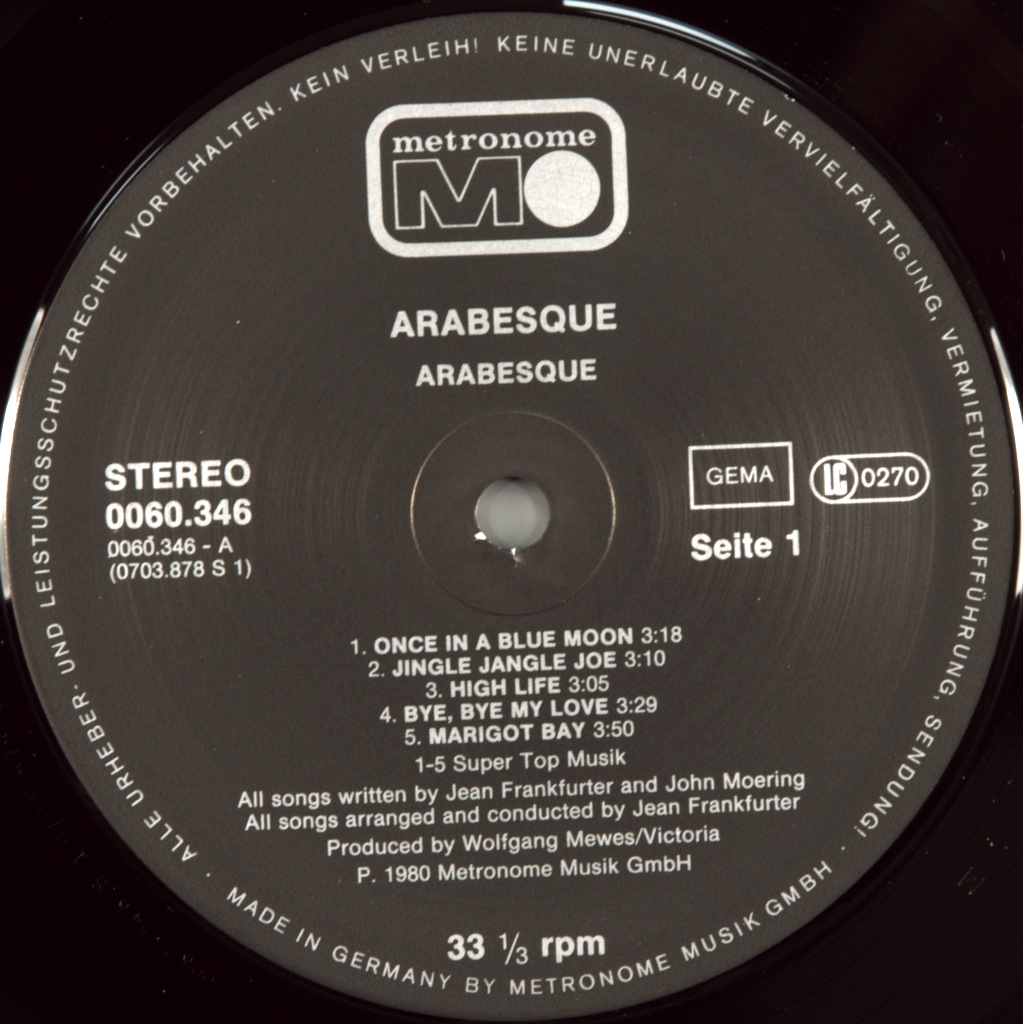 ALLE URHEBER- UND LEISTUNGSSCHUTZRECHTE VORBEHALTEN. KEIN VERLEIH! KEINE UNERLAUBTE VERVIELFÄLTIGUNG, VERMIETUNG, AUFFÜHRUNG, SENDUNG!
metronome
MO
ARABESQUE
ARABESQUE
STEREO
0060.346
0060.346 - A
(0703.878 S 1)
GEMA
LC 0270
Seite 1
1. ONCE IN A BLUE MOON 3:18
2. JINGLE JANGLE JOE 3:10
3. HIGH LIFE 3:05
4. BYE, BYE MY LOVE 3:29
5. MARIGOT BAY 3:50
1-5 Super Top Musik
All songs written by Jean Frankfurter and John Moering
All songs arranged and conducted by Jean Frankfurter
Produced by Wolfgang Mewes/Victoria
P. 1980 Metronome Musik GmbH
33 ⅓ rpm
· MADE IN GERMANY BY METRONOME MUSIK GMBH ·